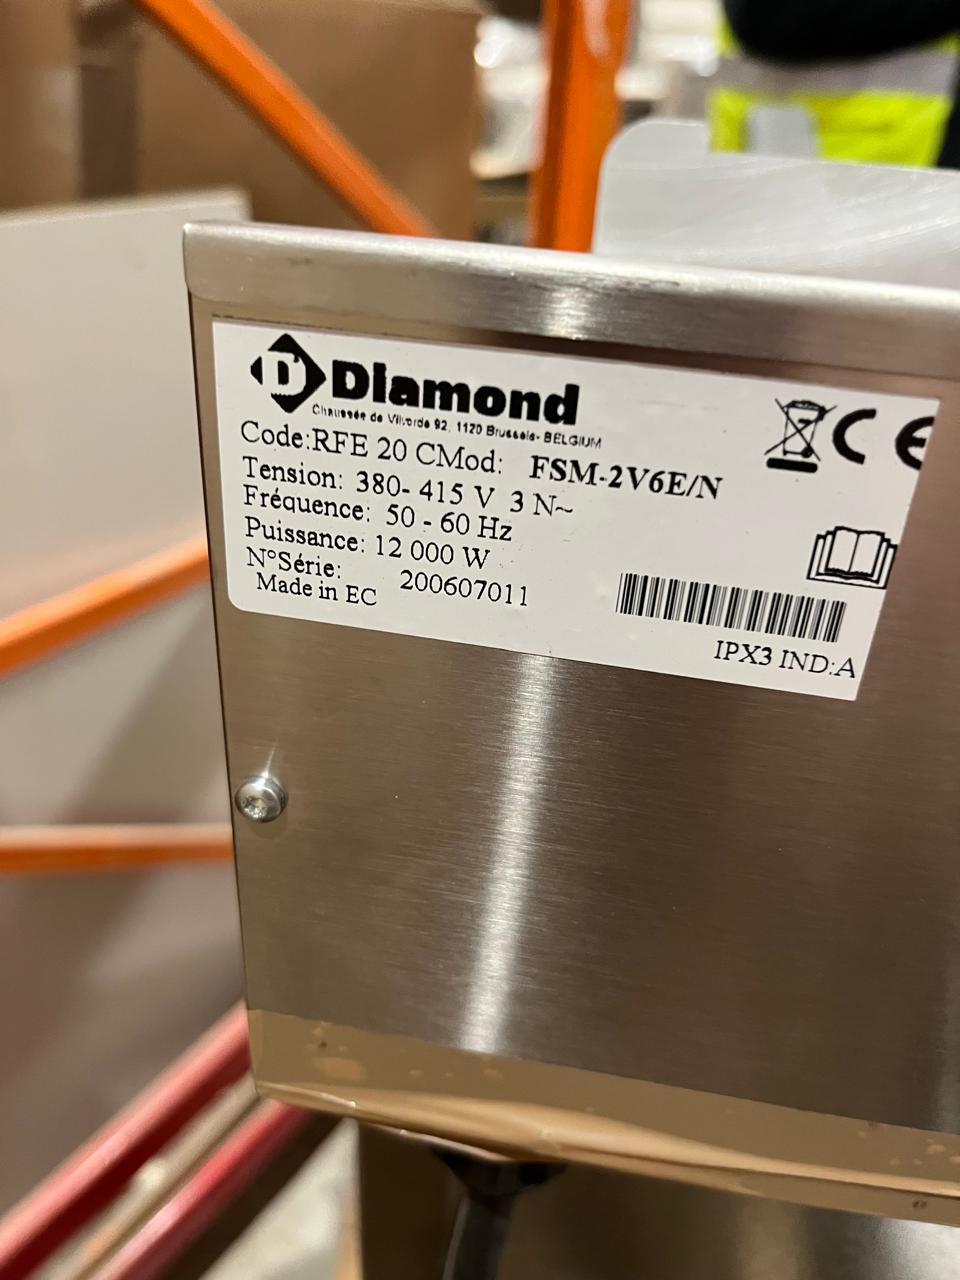 D
Diamond
Chaussée de Vilvorde 92, 1120 Brussels- BELGIUM
Code:RFE 20 CMod: FSM-2V6E/N
Tension: 380- 415 V 3 N~
Fréquence: 50 - 60 Hz
Puissance: 12 000 W
N°Série: 200607011
Made in EC
CE
IPX3 IND:A